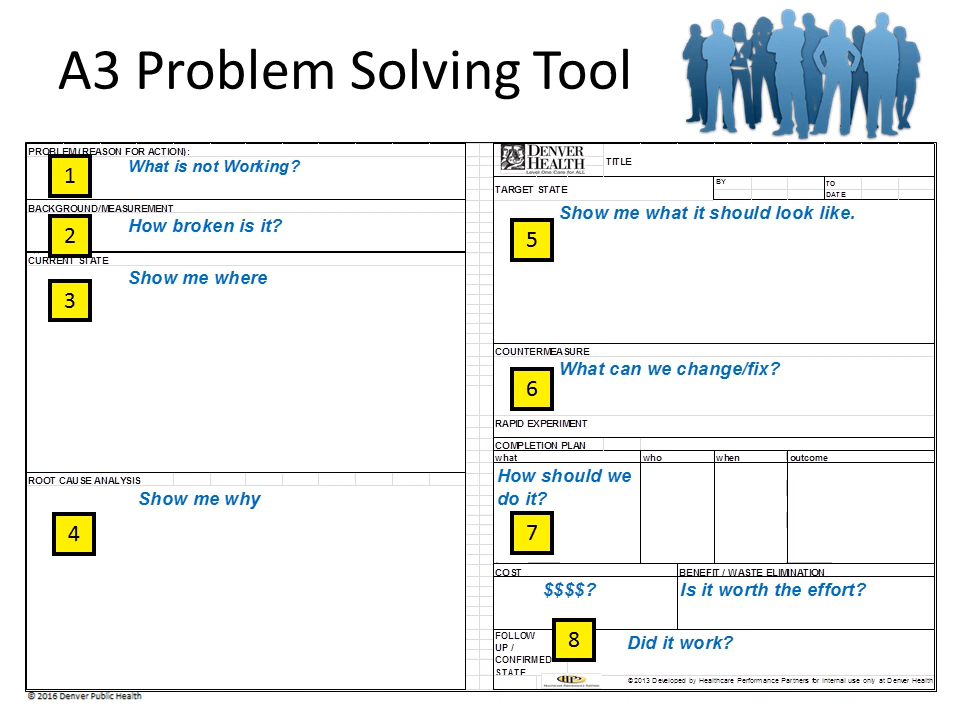 A3 Problem Solving Tool
PROBLEM (REASON FOR ACTION):
1
What is not Working?
BACKGROUND/MEASUREMENT
2
How broken is it?
CURRENT STATE
3
Show me where
ROOT CAUSE ANALYSIS
Show me why
4
DENVER
HEALTH
Level One Care for ALL
TITLE
TARGET STATE
BY
TO
DATE
Show me what it should look like.
5
COUNTERMEASURE
What can we change/fix?
6
RAPID EXPERIMENT
COMPLETION PLAN
what who when outcome
How should we
do it?
7
COST
BENEFIT / WASTE ELIMINATION
$$$$?
Is it worth the effort?
FOLLOW
UP /
CONFIRMED
STATE
8
Did it work?
©2013 Developed by Healthcare Performance Partners for internal use only at Denver Health
© 2016 Denver Public Health